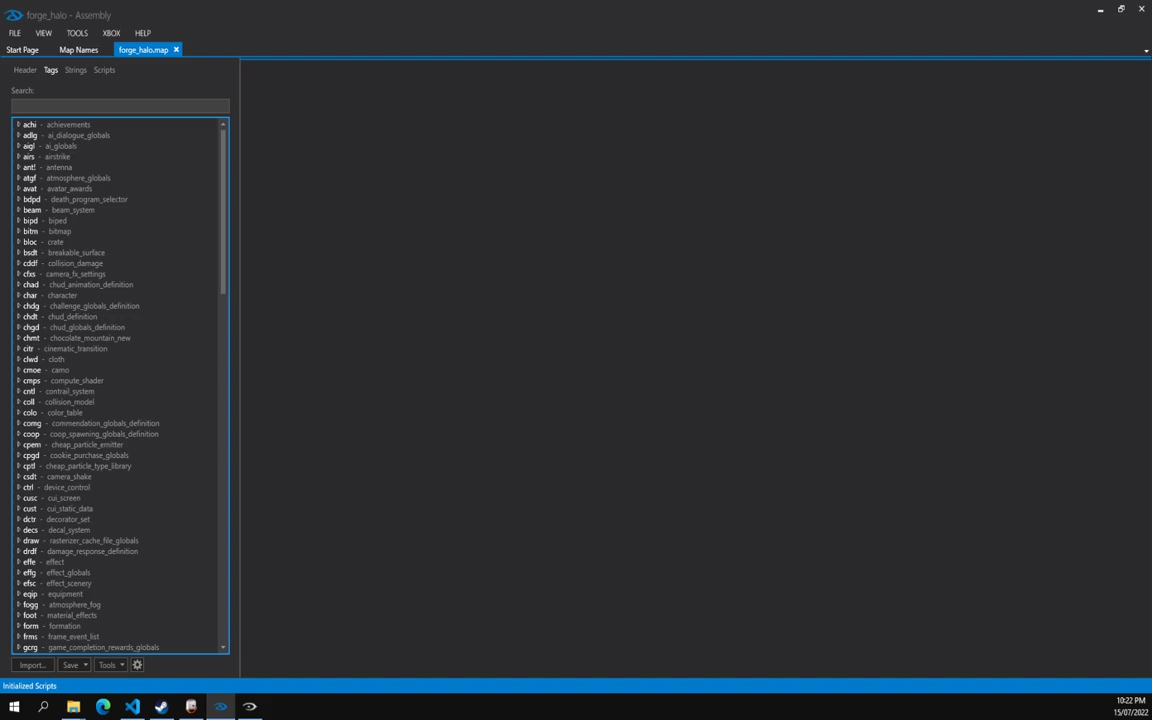 forge_halo - Assembly
FILE VIEW TOOLS XBOX HELP
Start Page Map Names forge_halo.map
Header Tags Strings Scripts
Search:
achi - achievements
adlg - ai_dialogue_globals
aigl - ai_globals
airs - airstrike
ant! - antenna
atgf - atmosphere_globals
avat - avatar_awards
bdpd - death_program_selector
beam - beam_system
bipd - biped
bitm - bitmap
bloc - crate
bsdt - breakable_surface
cddf - collision_damage
cfxs - camera_fx_settings
chad - chud_animation_definition
char - character
chdg - challenge_globals_definition
chdt - chud_definition
chgd - chud_globals_definition
chmt - chocolate_mountain_new
citr - cinematic_transition
clwd - cloth
cmoe - camo
cmps - compute_shader
cntl - contrail_system
coll - collision_model
colo - color_table
comg - commendation_globals_definition
coop - coop_spawning_globals_definition
cpem - cheap_particle_emitter
cpgd - cookie_purchase_globals
cptl - cheap_particle_type_library
csdt - camera_shake
ctrl - device_control
cusc - cui_screen
cust - cui_static_data
dctr - decorator_set
decs - decal_system
draw - rasterizer_cache_file_globals
drdf - damage_response_definition
effe - effect
effg - effect_globals
efsc - effect_scenery
eqip - equipment
fogg - atmosphere_fog
foot - material_effects
form - formation
frms - frame_event_list
gcrg - game_completion_rewards_globals
Import... Save Tools
Initialized Scripts
10:22 PM
15/07/2022